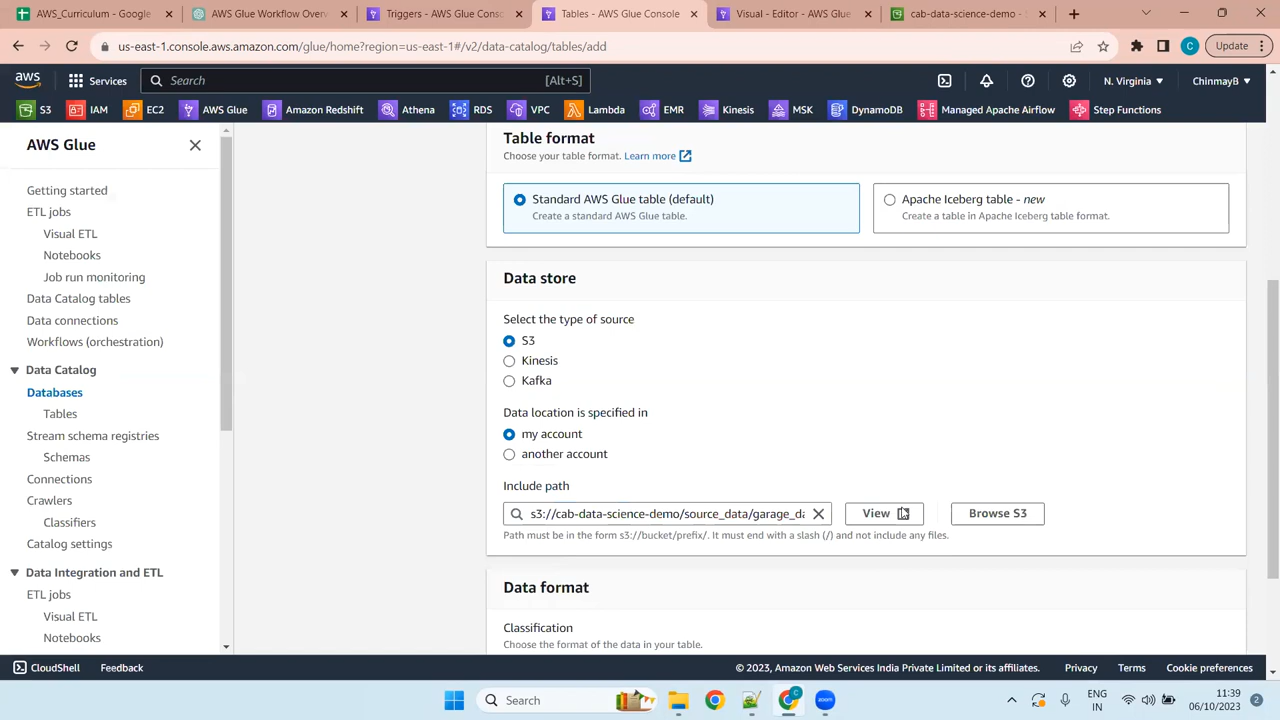 AWS_Curriculum - Google
AWS Glue Workflow Overv
Triggers - AWS Glue Conso
Tables - AWS Glue Console
Visual - Editor - AWS Glue
cab-data-science-demo -
us-east-1.console.aws.amazon.com/glue/home?region=us-east-1#/v2/data-catalog/tables/add
C
Update
aws
Services
Search
[Alt+S]
N. Virginia
ChinmayB
S3
IAM
EC2
AWS Glue
Amazon Redshift
Athena
RDS
VPC
Lambda
EMR
Kinesis
MSK
DynamoDB
Managed Apache Airflow
Step Functions
AWS Glue
Getting started
ETL jobs
Visual ETL
Notebooks
Job run monitoring
Data Catalog tables
Data connections
Workflows (orchestration)
Data Catalog
Databases
Tables
Stream schema registries
Schemas
Connections
Crawlers
Classifiers
Catalog settings
Data Integration and ETL
ETL jobs
Visual ETL
Notebooks
Table format
Choose your table format. Learn more
Standard AWS Glue table (default)
Create a standard AWS Glue table.
Apache Iceberg table - new
Create a table in Apache Iceberg table format.
Data store
Select the type of source
S3
Kinesis
Kafka
Data location is specified in
my account
another account
Include path
s3://cab-data-science-demo/source_data/garage_da
View
Browse S3
Path must be in the form s3://bucket/prefix/. It must end with a slash (/) and not include any files.
Data format
Classification
Choose the format of the data in your table.
CloudShell
Feedback
© 2023, Amazon Web Services India Private Limited or its affiliates.
Privacy
Terms
Cookie preferences
Search
C
zoom
ENG
IN
11:39
06/10/2023
2